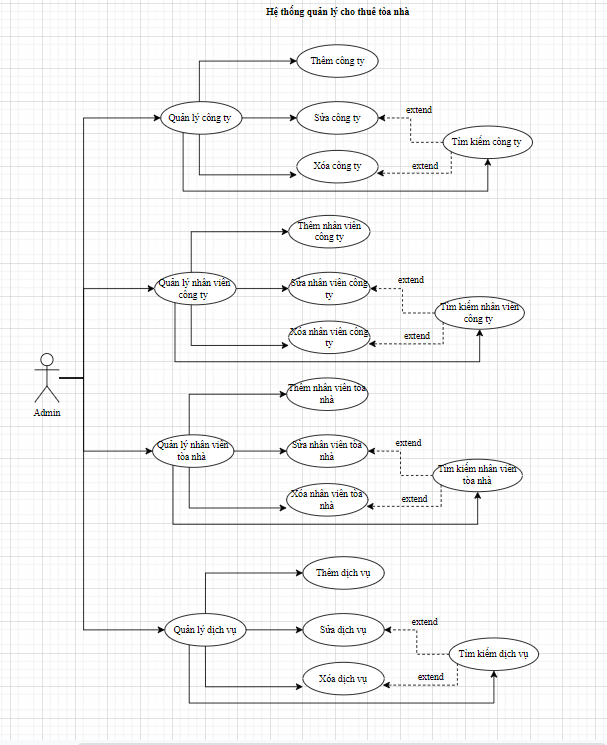 Hệ thống quản lý cho thuê tòa nhà
Thêm công ty
Quản lý công ty
Sửa công ty
extend
Tìm kiếm công ty
Xóa công ty
extend
Thêm nhân viên
công ty
Quản lý nhân viên
công ty
Sửa nhân viên công
ty
extend
Tìm kiếm nhân viên
công ty
Xóa nhân viên công
ty
extend
Admin
Thêm nhân viên tòa
nhà
Quản lý nhân viên
tòa nhà
Sửa nhân viên tòa
nhà
extend
Tìm kiếm nhân viên
tòa nhà
Xóa nhân viên tòa
nhà
extend
Thêm dịch vụ
Quản lý dịch vụ
Sửa dịch vụ
extend
Tìm kiếm dịch vụ
Xóa dịch vụ
extend